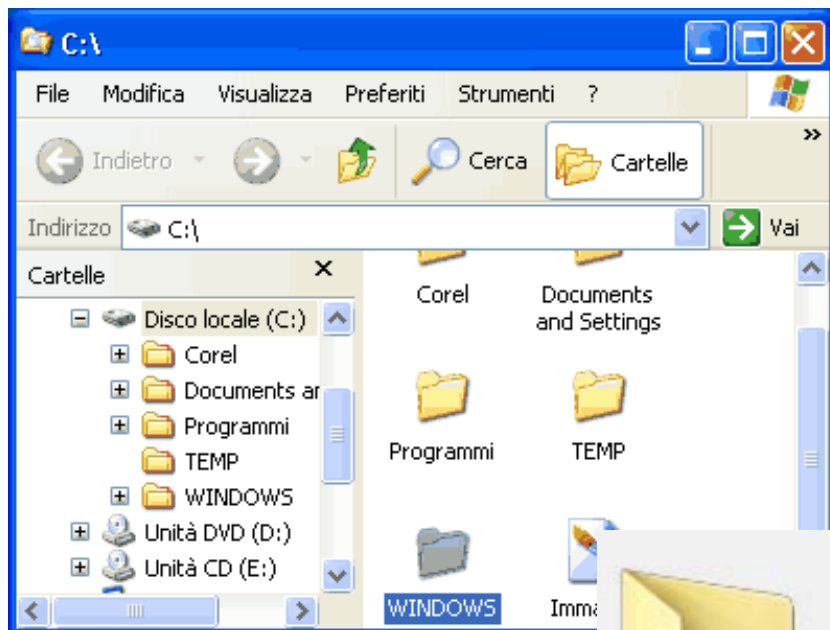 C:\
File Modifica Visualizza Preferiti Strumenti ?
Indietro Cerca Cartelle »
Indirizzo C:\ Vai
Cartelle
Disco locale (C:)
Corel
Documents ar
Programmi
TEMP
WINDOWS
Unità DVD (D:)
Unità CD (E:)
Corel
Documents
and Settings
Programmi
TEMP
WINDOWS